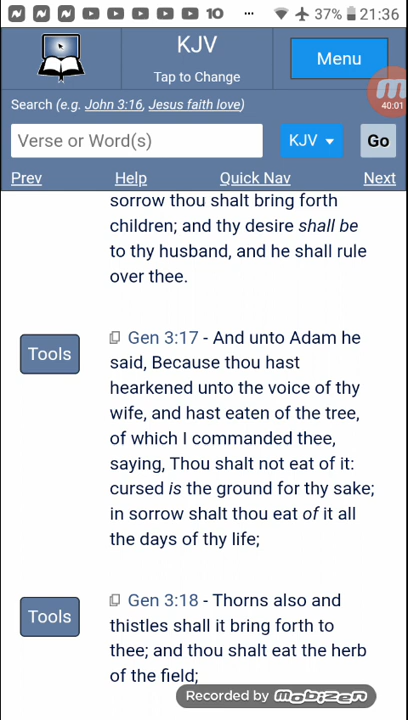 10 ... 37% 21:36
KJV
Tap to Change
Menu
40:01
Search (e.g. John 3:16, Jesus faith love)
Verse or Word(s)
KJV
Go
Prev Help Quick Nav Next
sorrow thou shalt bring forth
children; and thy desire shall be
to thy husband, and he shall rule
over thee.
Tools
Gen 3:17 - And unto Adam he
said, Because thou hast
hearkened unto the voice of thy
wife, and hast eaten of the tree,
of which I commanded thee,
saying, Thou shalt not eat of it:
cursed is the ground for thy sake;
in sorrow shalt thou eat of it all
the days of thy life;
Tools
Gen 3:18 - Thorns also and
thistles shall it bring forth to
thee; and thou shalt eat the herb
of the field;
Recorded by mobizen